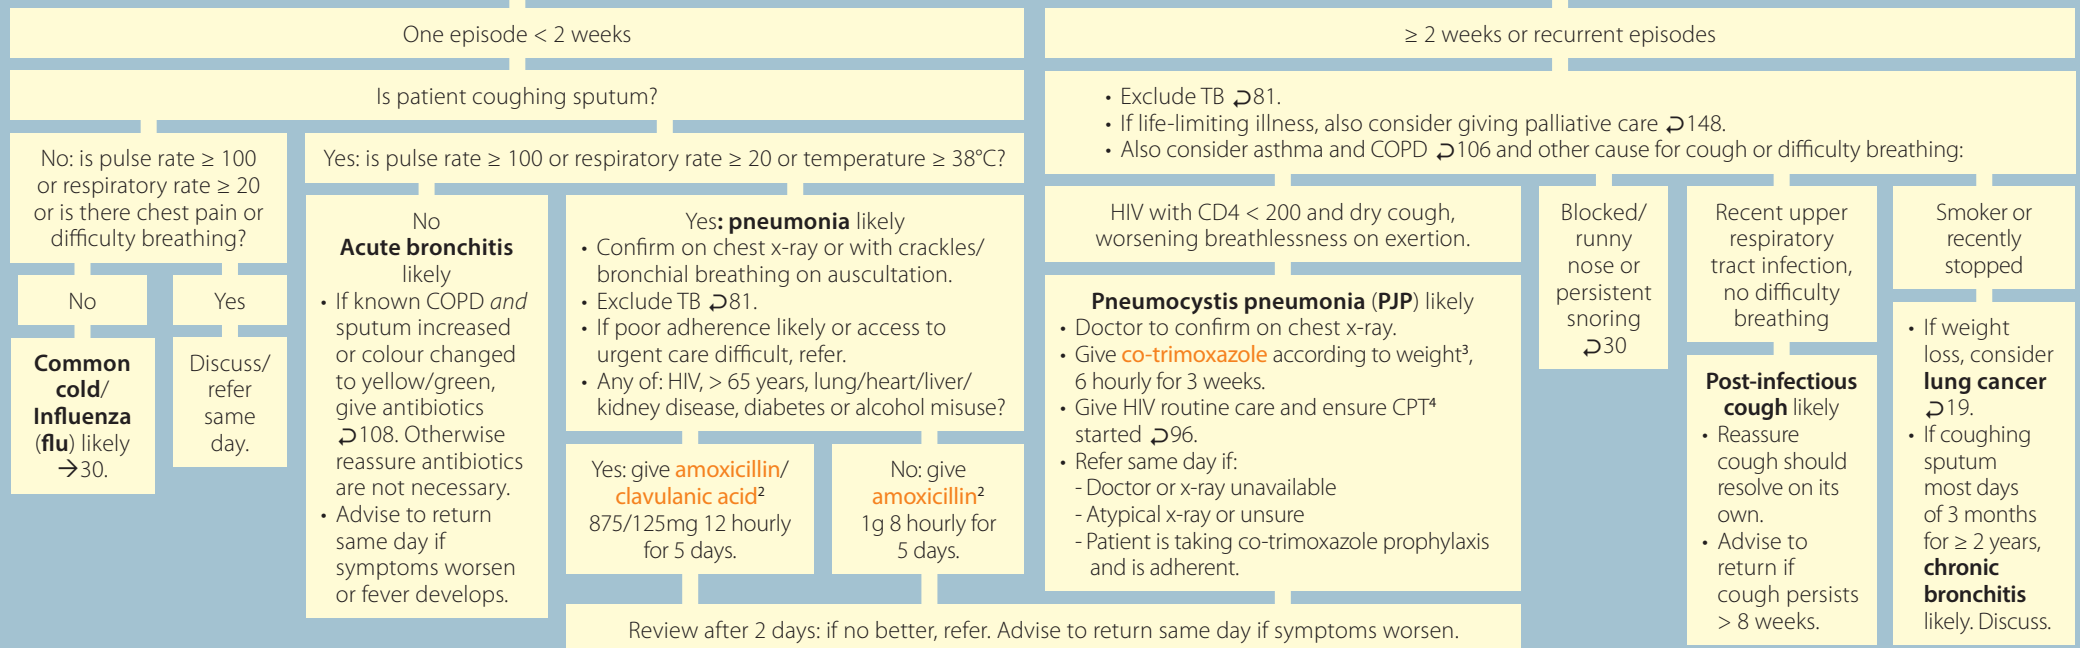 One episode < 2 weeks
Is patient coughing sputum?
No: is pulse rate ≥ 100
or respiratory rate ≥ 20
or is there chest pain or
difficulty breathing?
No
Common
cold/
Influenza
(flu) likely
→30.
Yes
Discuss/
refer
same
day.
Yes: is pulse rate ≥ 100 or respiratory rate ≥ 20 or temperature ≥ 38°C?
No
Acute bronchitis
likely
• If known COPD and
sputum increased
or colour changed
to yellow/green,
give antibiotics
⊃108. Otherwise
reassure antibiotics
are not necessary.
• Advise to return
same day if
symptoms worsen
or fever develops.
Yes: pneumonia likely
• Confirm on chest x-ray or with crackles/
bronchial breathing on auscultation.
• Exclude TB ⊃81.
• If poor adherence likely or access to
urgent care difficult, refer.
• Any of: HIV, > 65 years, lung/heart/liver/
kidney disease, diabetes or alcohol misuse?
Yes: give amoxicillin/
clavulanic acid²
875/125mg 12 hourly
for 5 days.
No: give
amoxicillin²
1g 8 hourly for
5 days.
≥ 2 weeks or recurrent episodes
• Exclude TB ⊃81.
• If life-limiting illness, also consider giving palliative care ⊃148.
• Also consider asthma and COPD ⊃106 and other cause for cough or difficulty breathing:
HIV with CD4 < 200 and dry cough,
worsening breathlessness on exertion.
Pneumocystis pneumonia (PJP) likely
• Doctor to confirm on chest x-ray.
• Give co-trimoxazole according to weight³,
6 hourly for 3 weeks.
• Give HIV routine care and ensure CPT⁴
started ⊃96.
• Refer same day if:
- Doctor or x-ray unavailable
- Atypical x-ray or unsure
- Patient is taking co-trimoxazole prophylaxis
and is adherent.
Review after 2 days: if no better, refer. Advise to return same day if symptoms worsen.
Blocked/
runny
nose or
persistent
snoring
⊃30
Recent upper
respiratory
tract infection,
no difficulty
breathing
Post-infectious
cough likely
• Reassure
cough should
resolve on its
own.
• Advise to
return if
cough persists
> 8 weeks.
Smoker or
recently
stopped
• If weight
loss, consider
lung cancer
⊃19.
• If coughing
sputum
most days
of 3 months
for ≥ 2 years,
chronic
bronchitis
likely. Discuss.